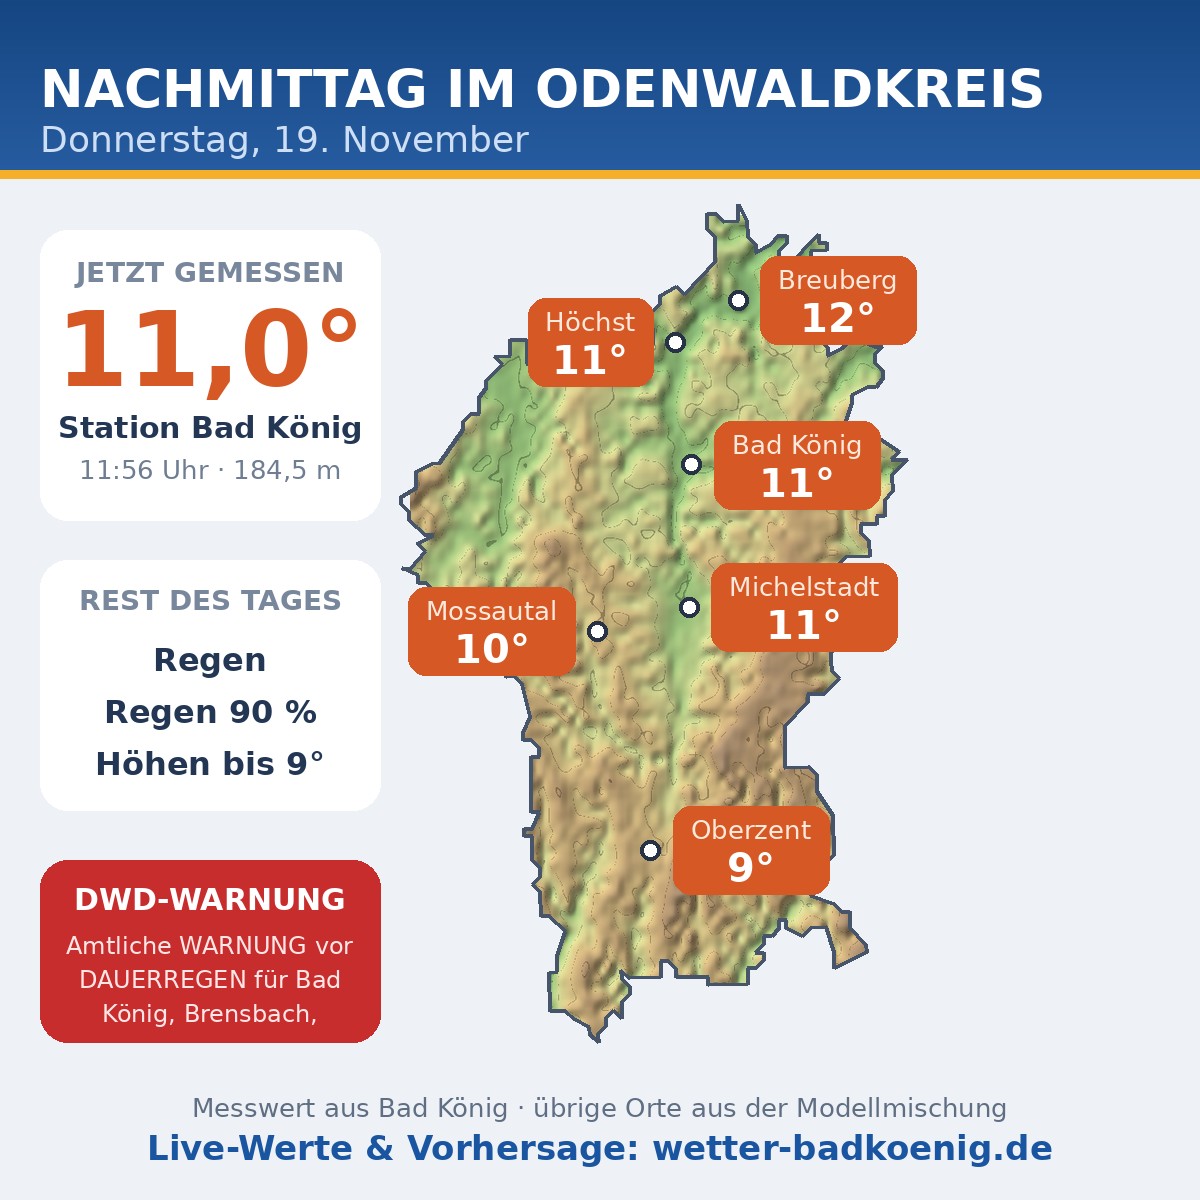 NACHMITTAG IM ODENWALDKREIS
Donnerstag, 19. November
JETZT GEMESSEN
11,0°
Station Bad König
11:56 Uhr · 184,5 m
REST DES TAGES
Regen
Regen 90 %
Höhen bis 9°
DWD-WARNUNG
Amtliche WARNUNG vor
DAUERREGEN für Bad
König, Brensbach,
Breuberg
12°
Höchst
11°
Bad König
11°
Michelstadt
11°
Mossautal
10°
Oberzent
9°
Messwert aus Bad König · übrige Orte aus der Modellmischung
Live-Werte & Vorhersage: wetter-badkoenig.de